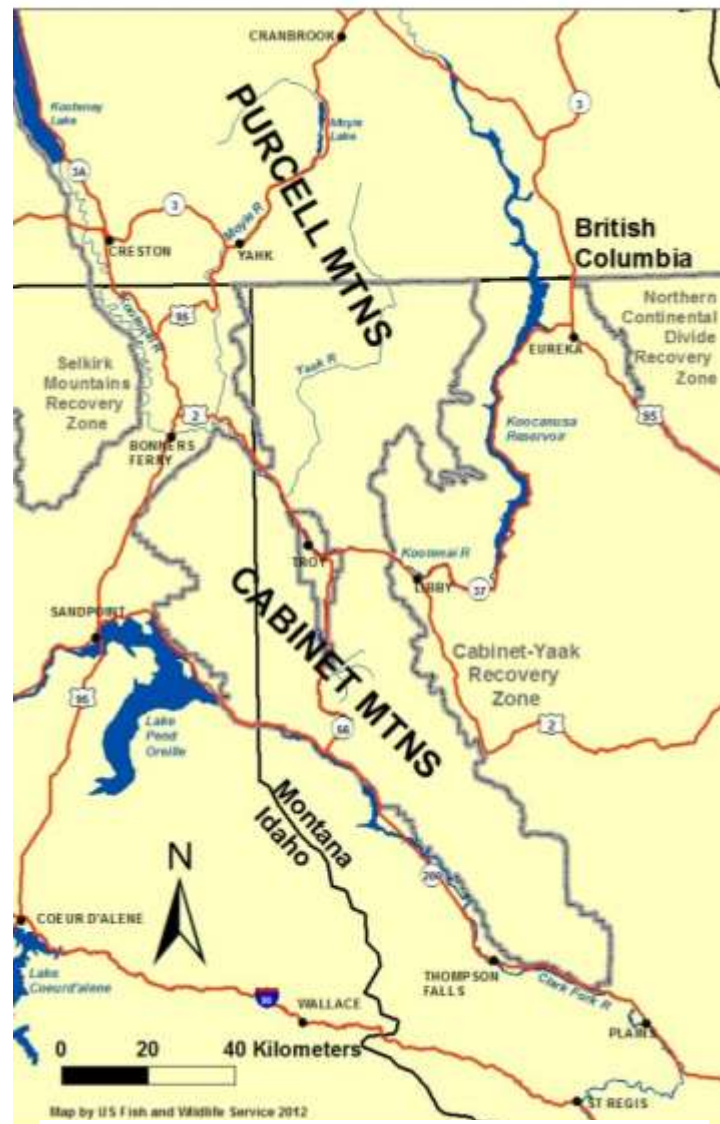 CRANBROOK
3
Kootenay
Lake
Moyie
Lake
PURCELL MTNS
3A
3
Moyie R
CRESTON
YAHK
British
Columbia
Kootenai R
95
Northern
Continental
Divide
Recovery
Zone
EUREKA
Selkirk
Mountains
Recovery
Zone
Yaak R
2
95
BONNERS
FERRY
Koocanusa
Reservoir
TROY
Kootenai R
LIBBY
37
CABINET MTNS
SANDPOINT
Cabinet-Yaak
Recovery
Zone
95
Lake
Pend
Oreille
56
2
Montana
Idaho
N
200
COEUR D'ALENE
Lake
Coeurd'alene
THOMPSON
FALLS
Clark Fork R
90
WALLACE
PLAINS
0 20 40 Kilometers
ST REGIS
Map by US Fish and Wildlife Service 2012